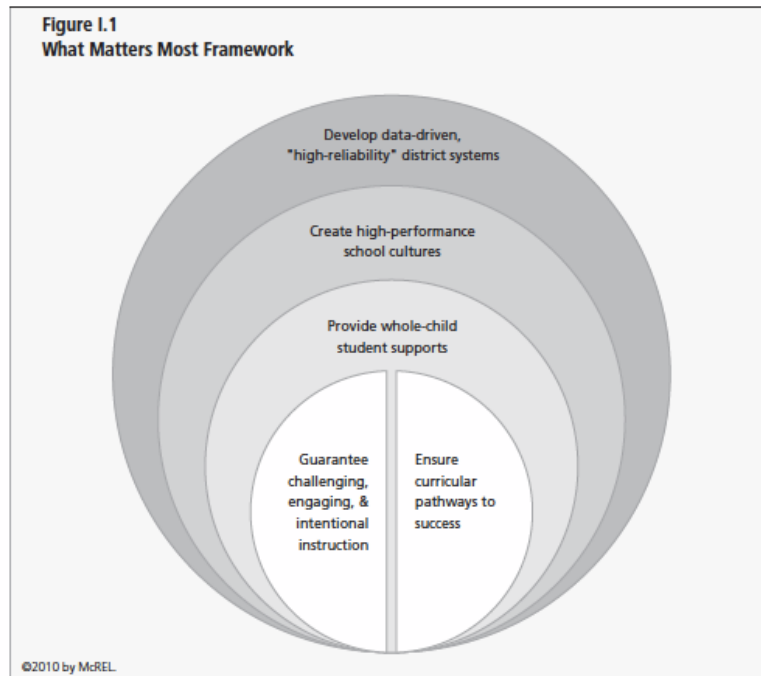 Figure I.1
What Matters Most Framework
Develop data-driven,
"high-reliability" district systems
Create high-performance
school cultures
Provide whole-child
student supports
Guarantee
challenging,
engaging, &
intentional
instruction
Ensure
curricular
pathways to
success
©2010 by McREL.